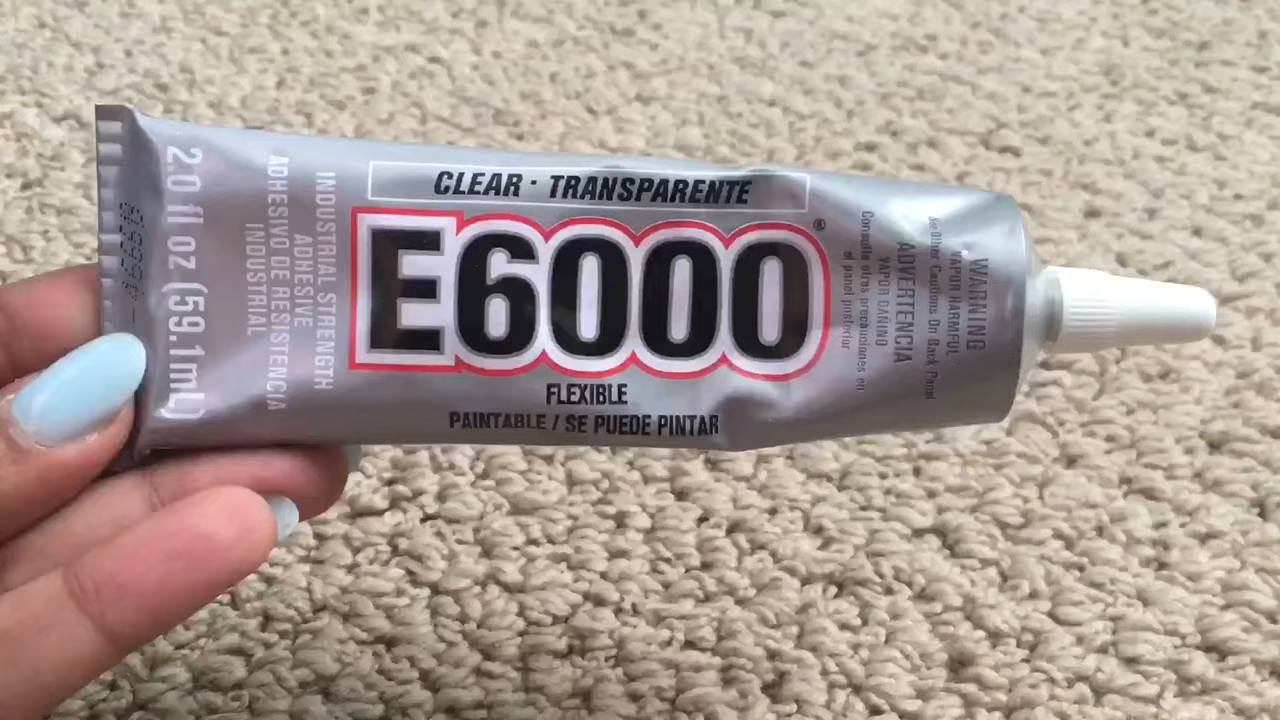 CLEAR · TRANSPARENTE
E6000®
FLEXIBLE
PAINTABLE / SE PUEDE PINTAR
INDUSTRIAL STRENGTH
ADHESIVE
ADHESIVO DE RESISTENCIA
INDUSTRIAL
2.0 fl oz (59.1mL)
WARNING
VAPOR HARMFUL
See Other Cautions On Back Panel
ADVERTENCIA
VAPOR DAÑINO
Consulta otras precauciones en
el panel posterior